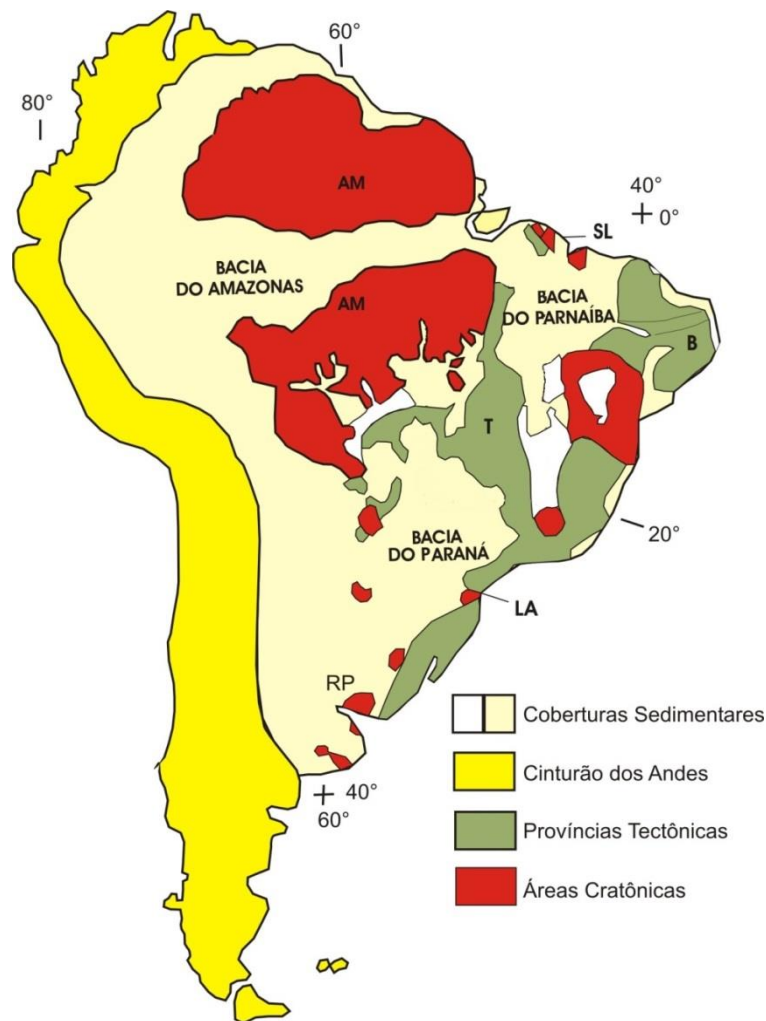 60°
80°
40°
0°
AM
SL
BACIA
DO AMAZONAS
AM
BACIA
DO PARNAÍBA
B
T
20°
BACIA
DO PARANÁ
LA
RP
40°
60°
Coberturas Sedimentares
Cinturão dos Andes
Províncias Tectônicas
Áreas Cratônicas